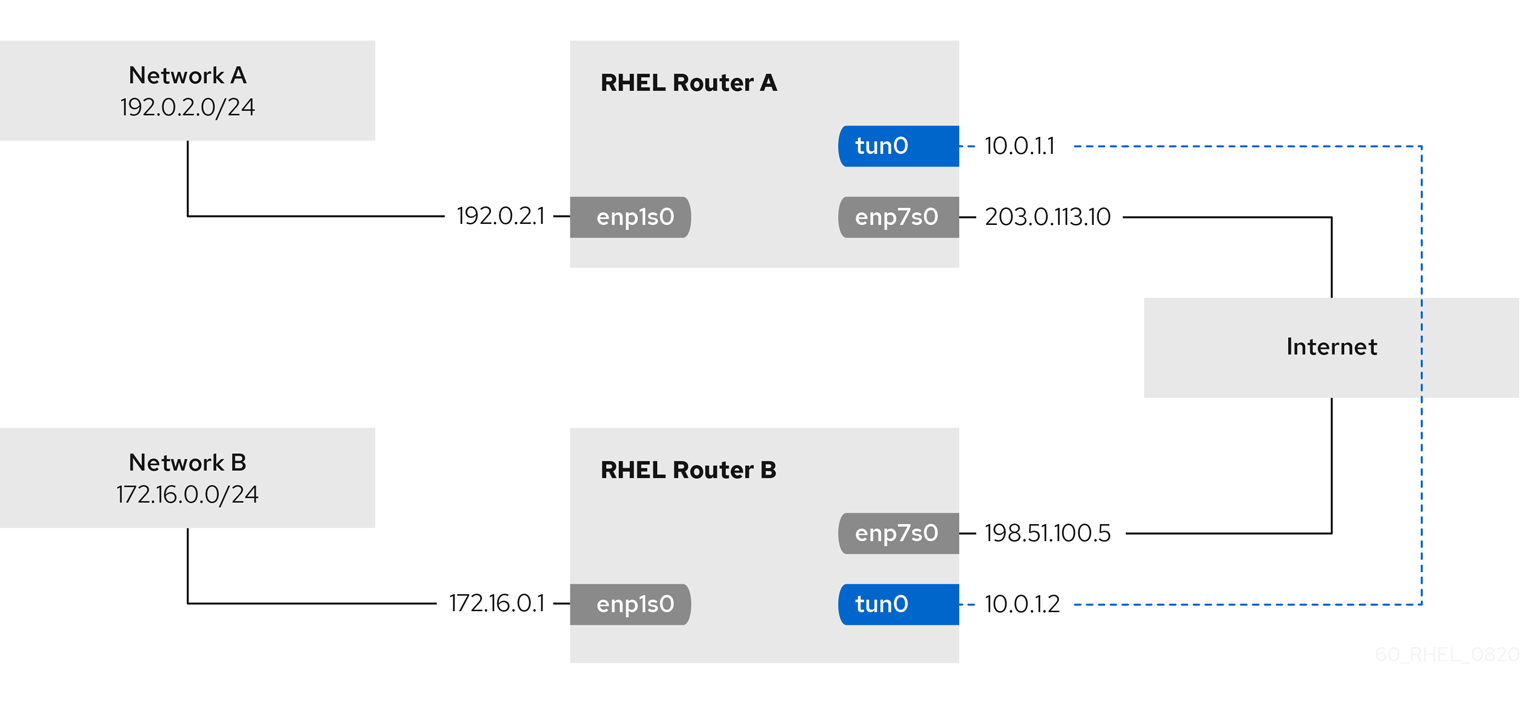 Network A
192.0.2.0/24
RHEL Router A
tun0
10.0.1.1
192.0.2.1
enp1s0
enp7s0
203.0.113.10
Internet
Network B
172.16.0.0/24
RHEL Router B
enp7s0
198.51.100.5
172.16.0.1
enp1s0
tun0
10.0.1.2
60_RHEL_0820